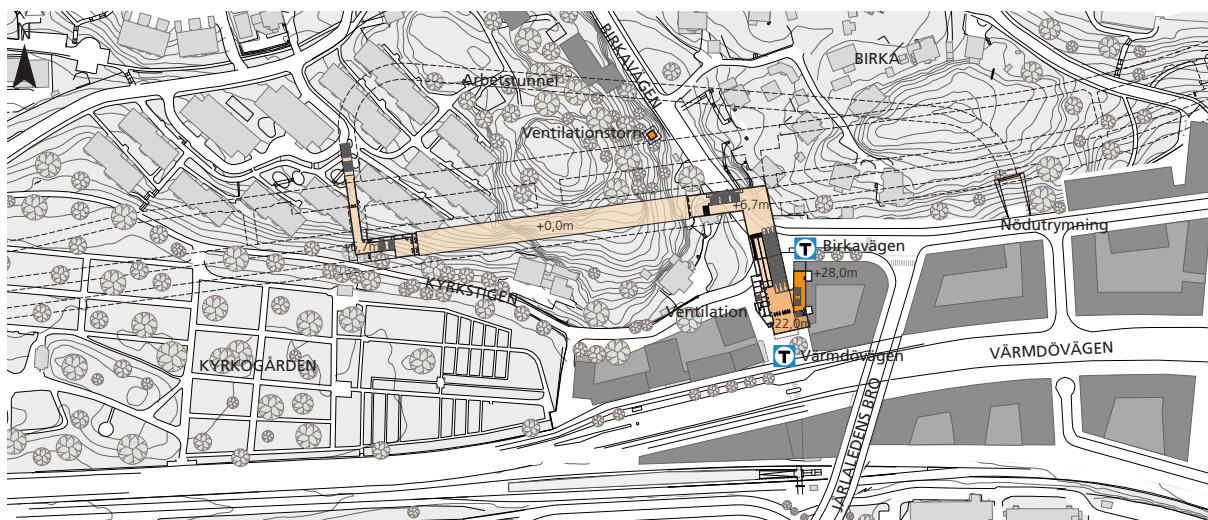 N
BIRKAVÄGEN
BIRKA
Arbetstunnel
Ventilationstorn
+6,7m
+0,0m
Nödutrymning
+6,7m
T Birkavägen
+28,0m
KYRKSTIGEN
Ventilation
+22,0m
T Värmdövägen
VÄRMDÖVÄGEN
KYRKOGÅRDEN
JÄRLALEDENS BRO